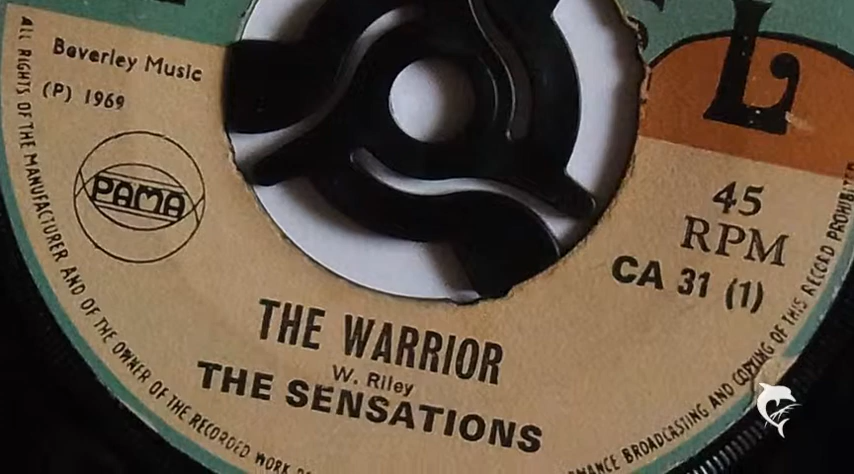 L
Beverley Music
(P) 1969
PAMA
45
RPM
CA 31 (1)
THE WARRIOR
W. Riley
THE SENSATIONS
ALL RIGHTS OF THE MANUFACTURER AND OF THE OWNER OF THE RECORDED WORK
BROADCASTING AND COPYING OF THIS RECORD PROHIBITED